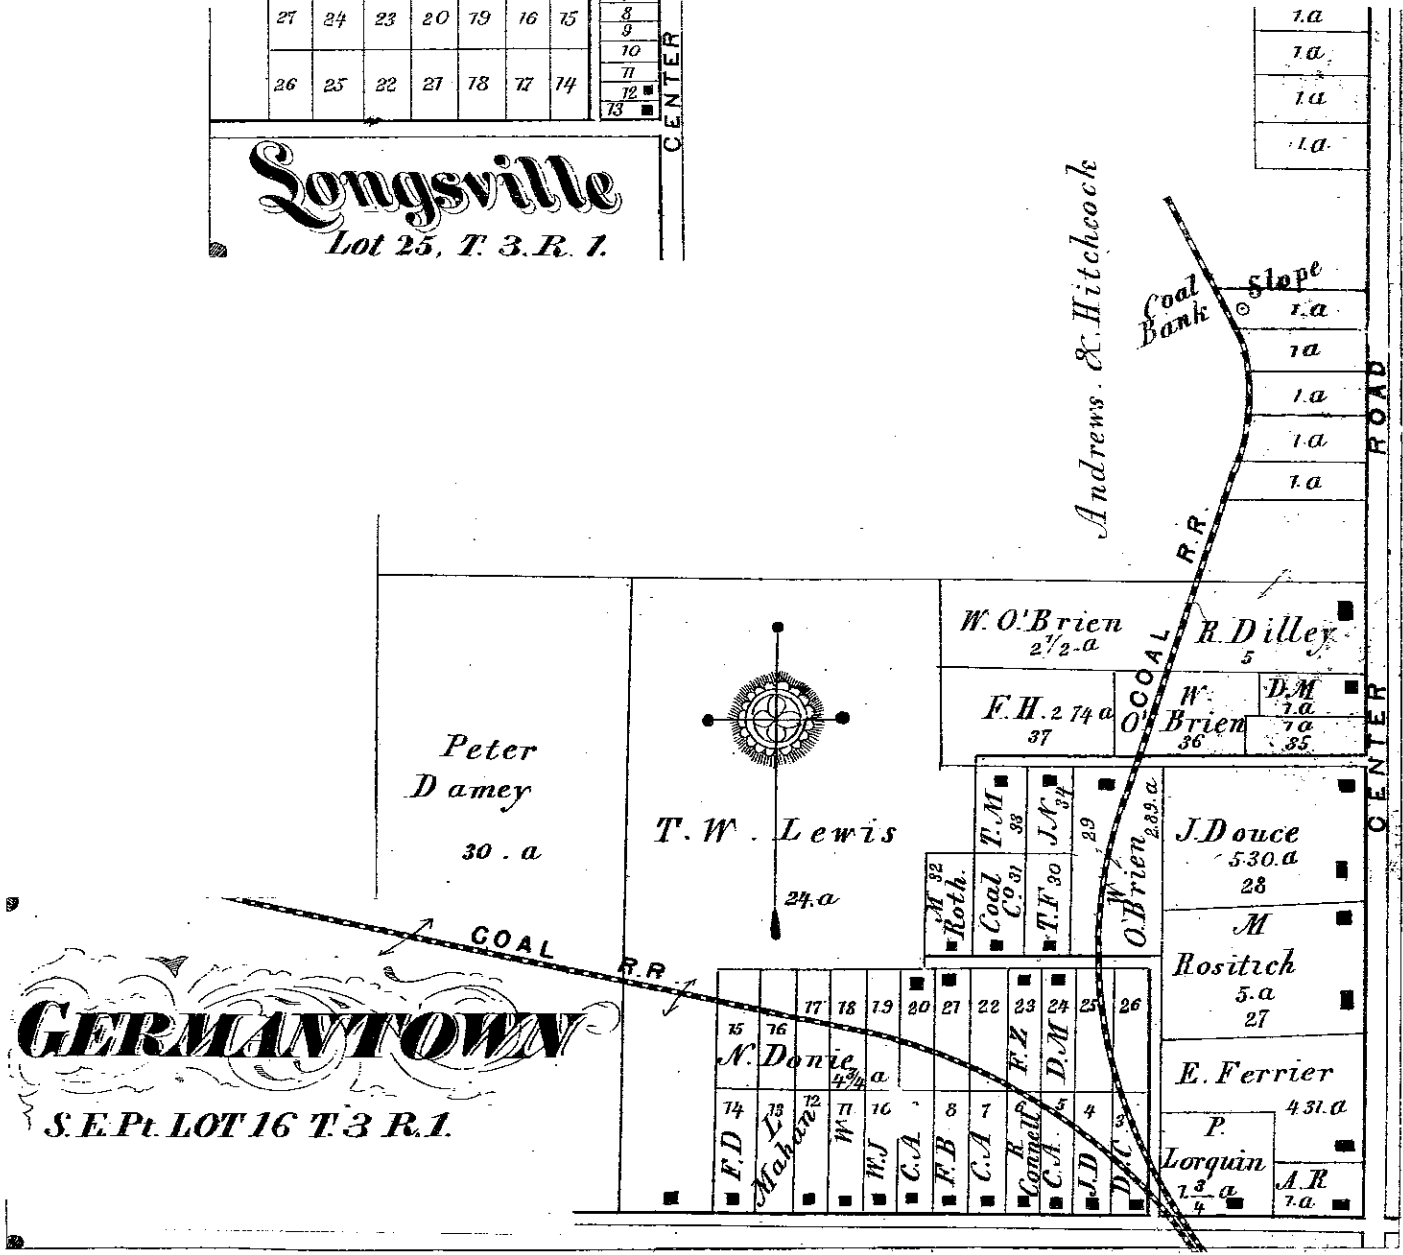 27 24 23 20 19 16 15
8
9
10
11
12
13
26 25 22 21 18 17 14
CENTER
Longsville
Lot 25, T. 3. R. 1.
1.a
1.a
1.a
1.a
Andrews. & Hitchcock
Coal
Bank
Slope
1.a
1a
1.a
1.a
1.a
ROAD
COAL R.R.
W. O'Brien
2 1/2-a
R. Dilley
5
F. H. 2 74 a
37
W.
O' Brien
36
D.M
1.a
1a
35
CENTER
Peter
Damey
30. a
T. W. Lewis
24.a
T. M 33
J N 34
29
W O'Brien 2.89.a
M 32
Roth.
Coal
Co 31
T. F 30
J. Douce
5.30.a
28
M
Rositzch
5.a
27
E. Ferrier
4 31.a
P.
Lorquin
1 3/4 a
A. R
1.a
COAL R.R
GERMANTOWN
S. E. Pt. LOT 16 T. 3 R. 1.
15 16 17 18 19 20 21 22 23 24 25 26
N. Donie
4 3/4 a
F. Z
D. M
14 13 12 11 10 8 7 6 5 4 3
F. D
L
Mahan
W
W. J
C. A
F. B
C. A
R
Connell
C. A
J. D
D. C